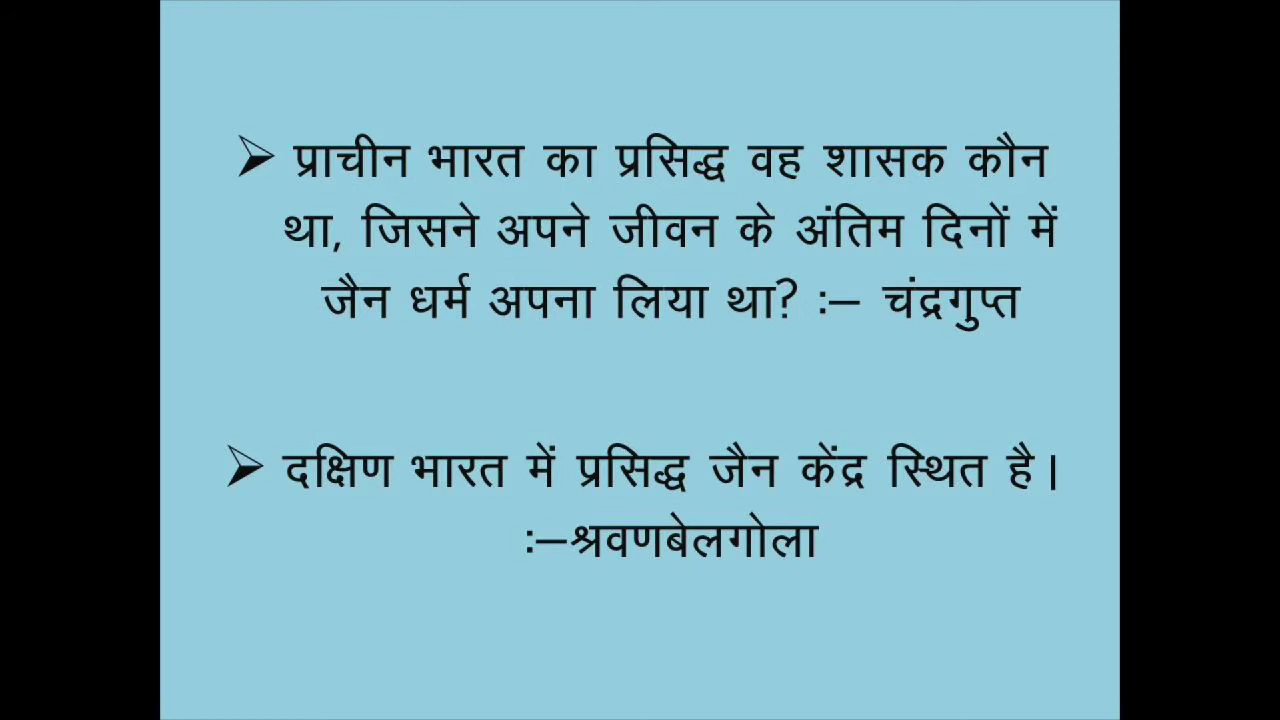 ➢ प्राचीन भारत का प्रसिद्ध वह शासक कौन
था, जिसने अपने जीवन के अंतिम दिनों में
जैन धर्म अपना लिया था? :– चंद्रगुप्त
➢ दक्षिण भारत में प्रसिद्ध जैन केंद्र स्थित है।
:–श्रवणबेलगोला